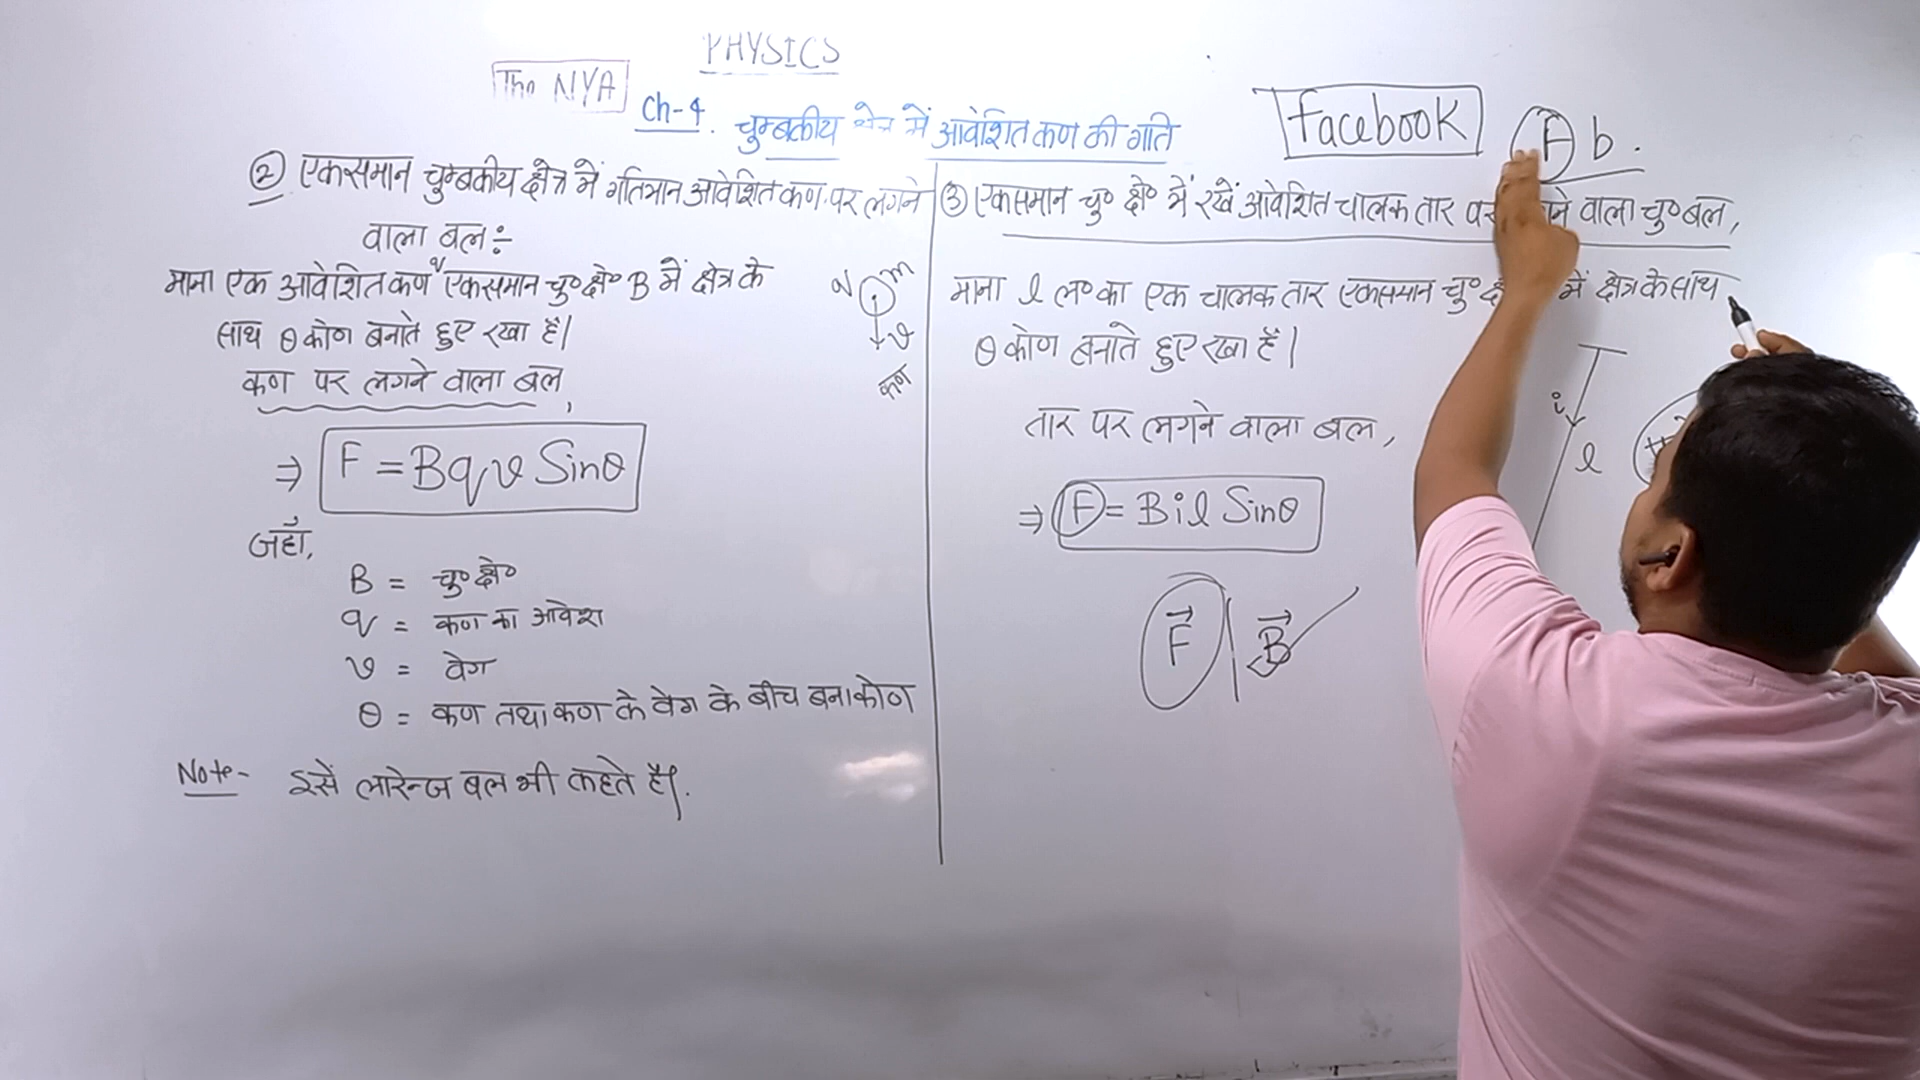 PHYSICS
The NYA
Ch-4. चुम्बकीय क्षेत्र में आवेशित कण की गति
Facebook
F b.
② एकसमान चुम्बकीय क्षेत्र में गतिमान आवेशित कण पर लगने
वाला बल÷
माना एक आवेशित कण q एकसमान चु० क्षे० B में क्षेत्र के
साथ θ कोण बनाते हुए रखा है|
कण पर लगने वाला बल,
⇒ F = BqvSinθ
जहाँ,
B = चु० क्षे०
q = कण का आवेश
v = वेग
θ = कण तथा कण के वेग के बीच बना कोण
Note- इसें लारेन्ज बल भी कहते है|.
m
v
कण
③ एकसमान चु० क्षे० में रखें आवेशित चालक तार पर वाला चु० बल,
माना l ल० का एक चालक तार एकसमान चु० में क्षेत्र के साथ
θ कोण बनाते हुए रखा है|
तार पर लगने वाला बल,
⇒ F = Bil Sinθ
F B
i
l